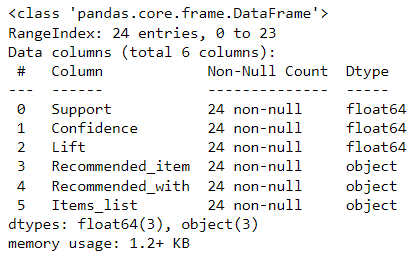 <class 'pandas.core.frame.DataFrame'>
RangeIndex: 24 entries, 0 to 23
Data columns (total 6 columns):
 #   Column            Non-Null Count  Dtype
---  ------            --------------  -----
 0   Support           24 non-null     float64
 1   Confidence        24 non-null     float64
 2   Lift              24 non-null     float64
 3   Recommended_item  24 non-null     object
 4   Recommended_with  24 non-null     object
 5   Items_list        24 non-null     object
dtypes: float64(3), object(3)
memory usage: 1.2+ KB